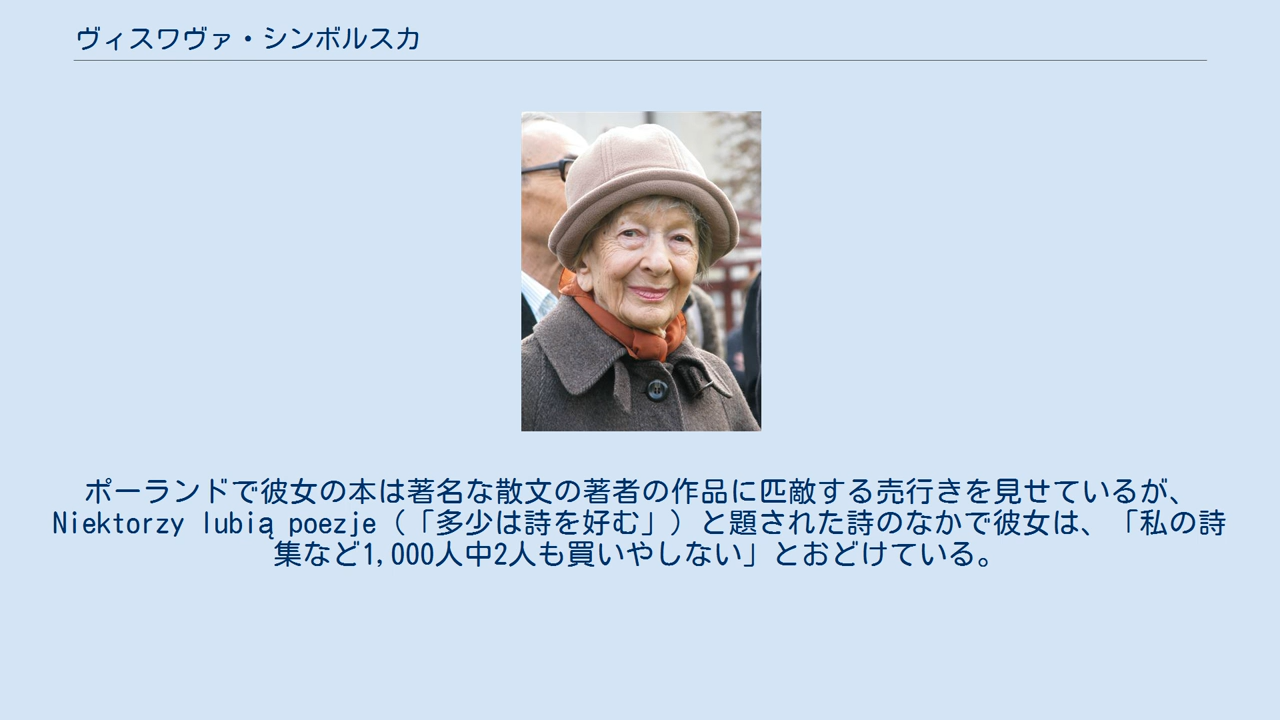 ヴィスワヴァ・シンボルスカ
ポーランドで彼女の本は著名な散文の著者の作品に匹敵する売行きを見せているが、
Niektorzy lubią poezje（「多少は詩を好む」）と題された詩のなかで彼女は、「私の詩
集など1,000人中2人も買いやしない」とおどけている。